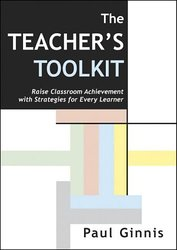 The
TEACHER'S
TOOLKIT
Raise Classroom Achievement
with Strategies for Every Learner
Paul Ginnis